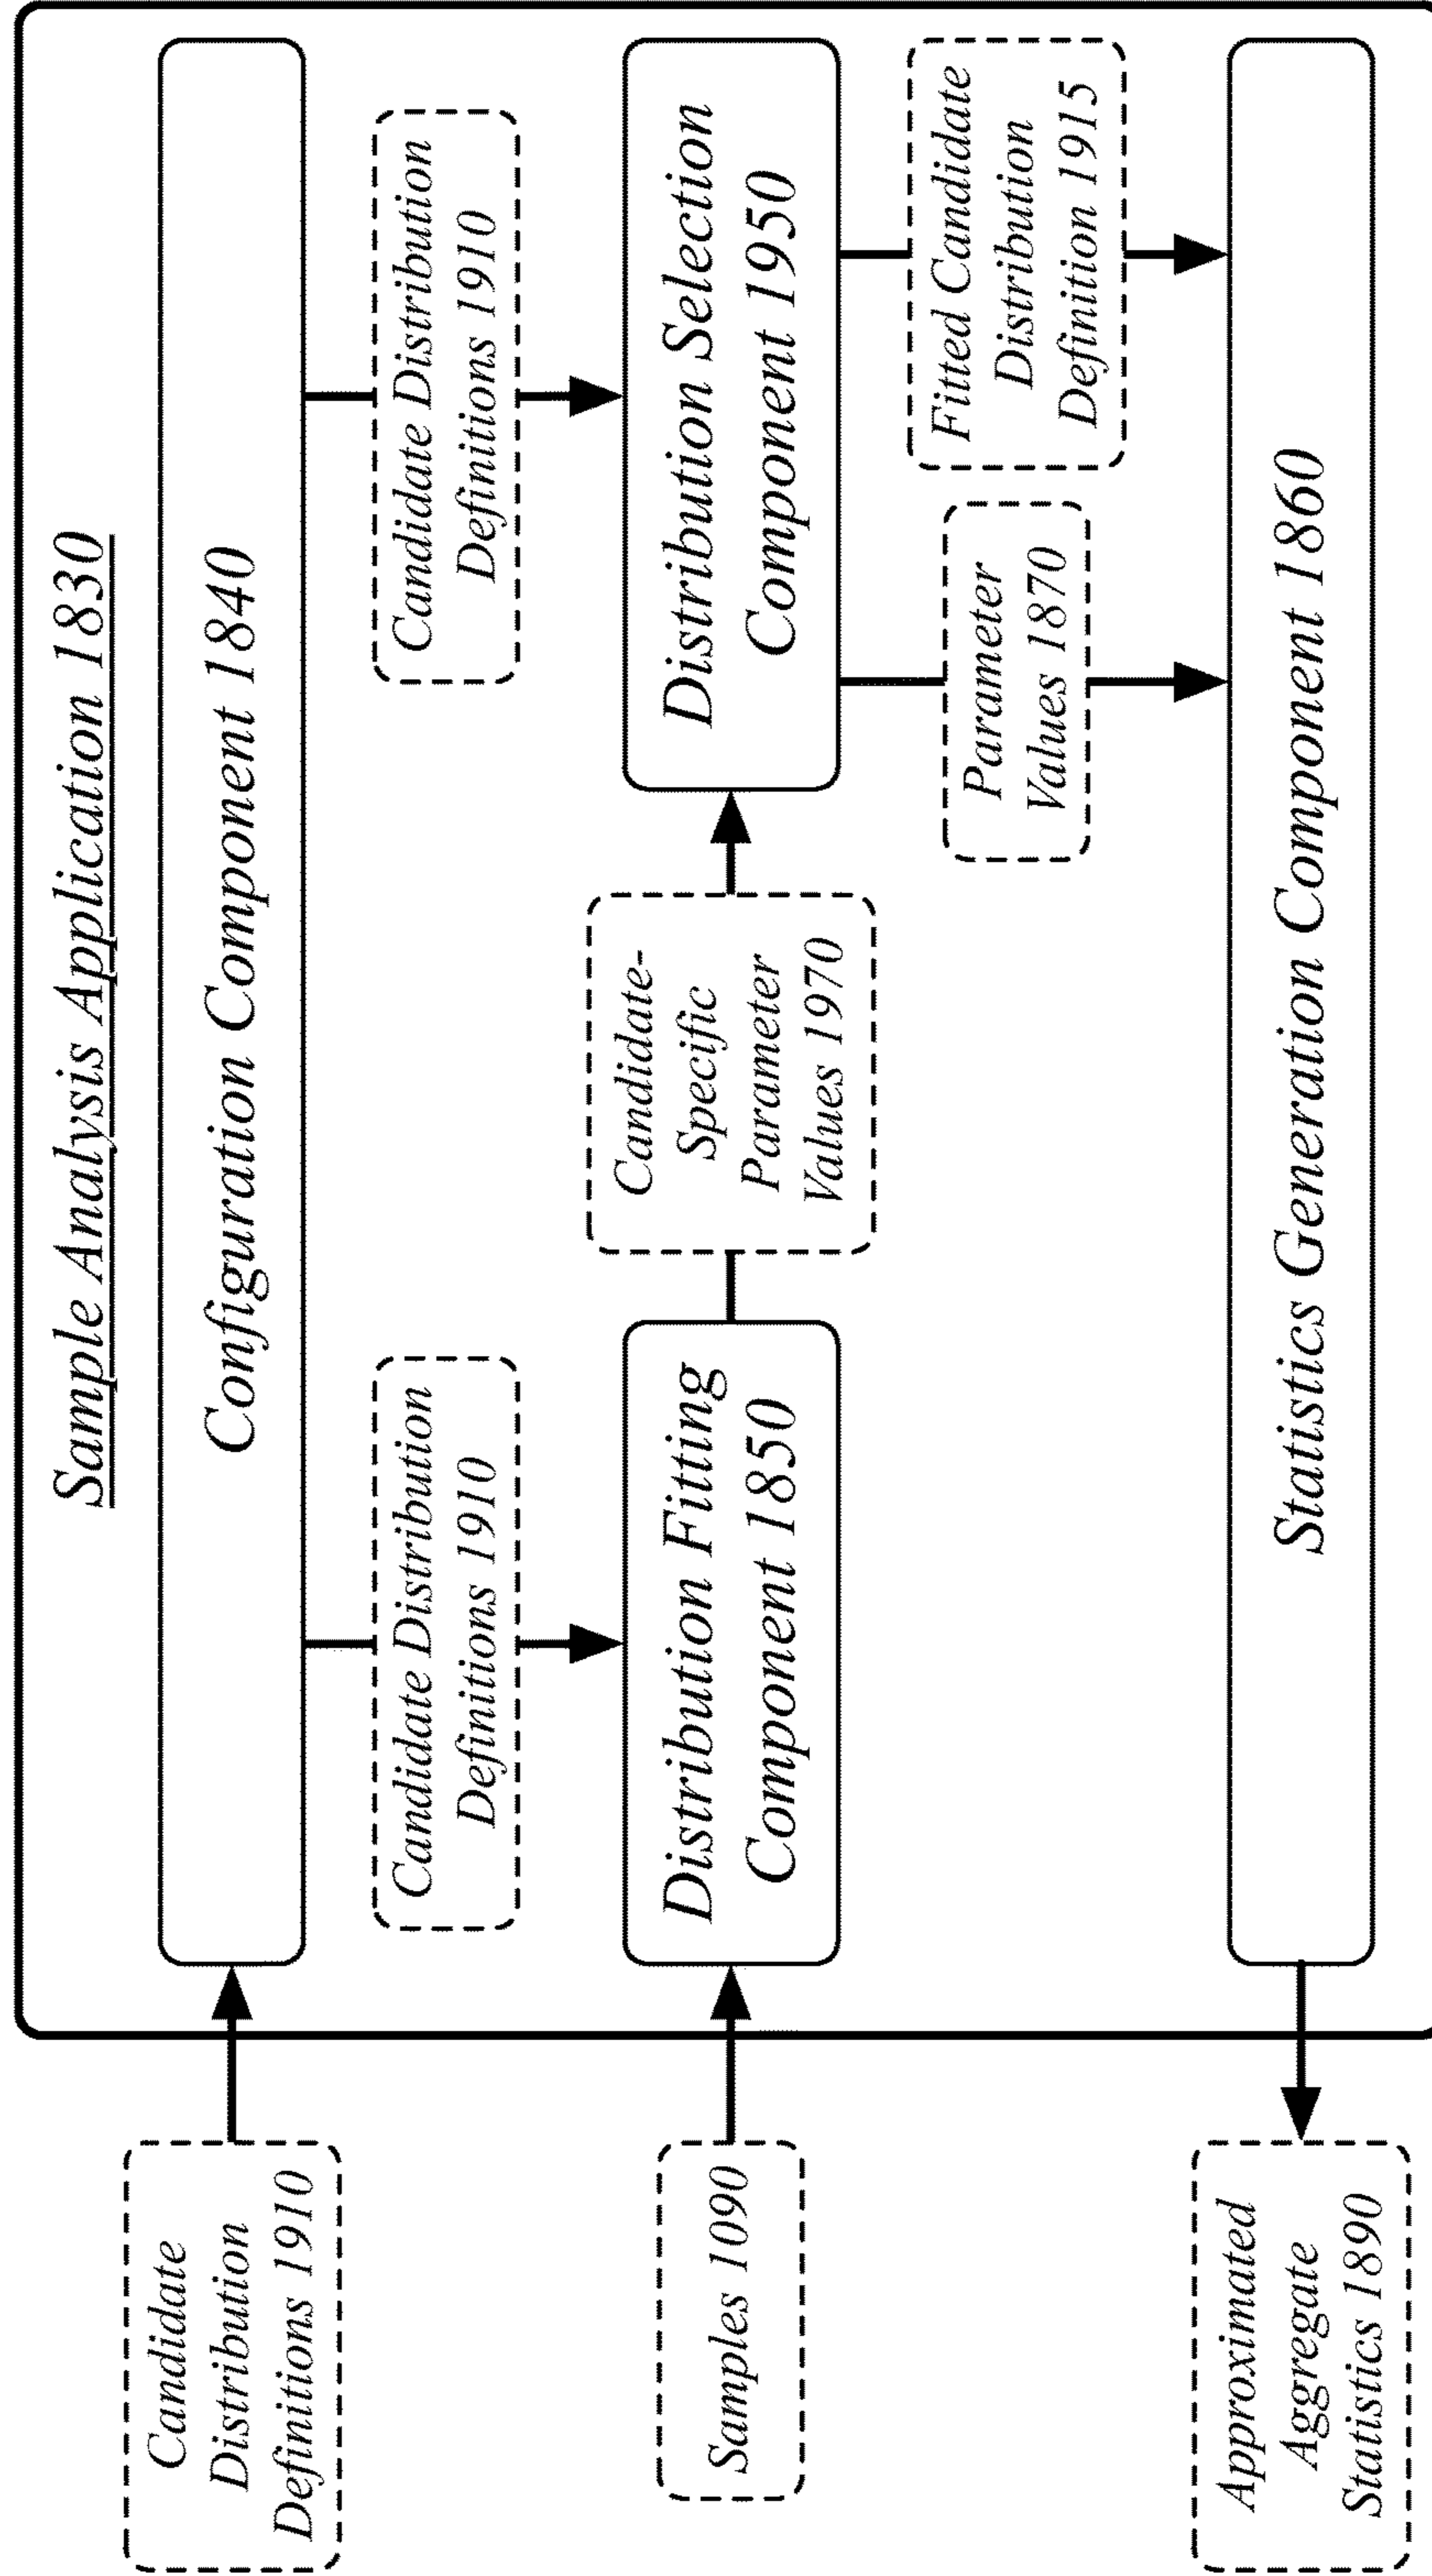 Sample Analysis Application 1830
Candidate
Distribution
Definitions 1910
Configuration Component 1840
Candidate Distribution
Definitions 1910
Candidate Distribution
Definitions 1910
Samples 1090
Distribution Fitting
Component 1850
Candidate-
Specific
Parameter
Values 1970
Distribution Selection
Component 1950
Parameter
Values 1870
Fitted Candidate
Distribution
Definition 1915
Approximated
Aggregate
Statistics 1890
Statistics Generation Component 1860